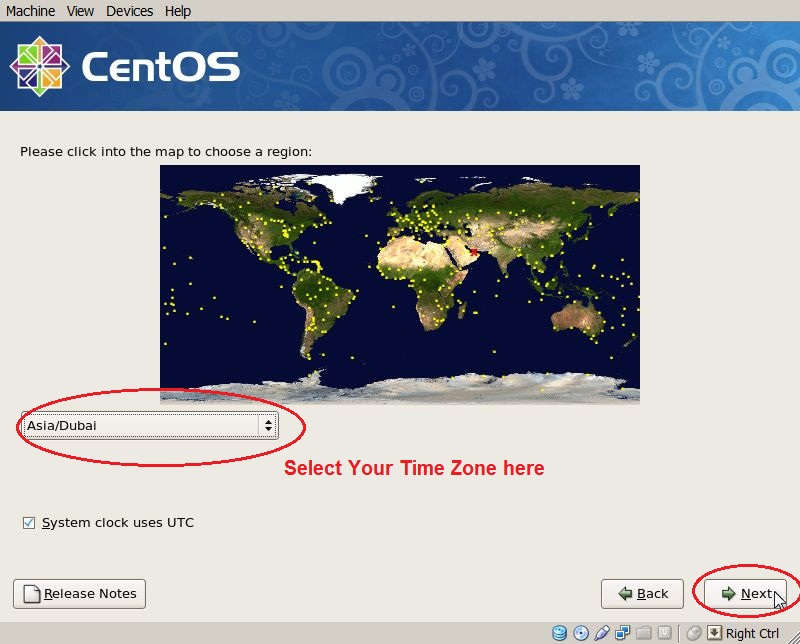 Machine View Devices Help
CentOS
Please click into the map to choose a region:
Asia/Dubai
Select Your Time Zone here
System clock uses UTC
Release Notes
Back
Next
Right Ctrl